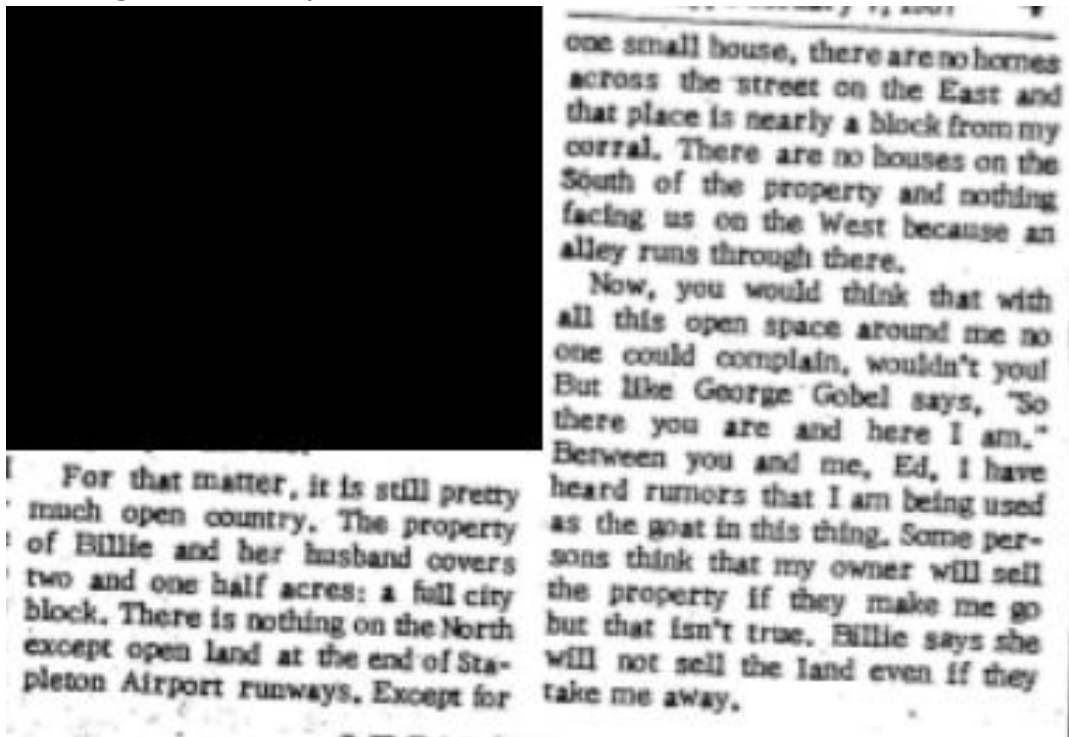 For that matter, it is still pretty
much open country. The property
of Billie and her husband covers
two and one half acres: a full city
block. There is nothing on the North
except open land at the end of Sta-
pleton Airport runways. Except for
one small house, there are no homes
across the street on the East and
that place is nearly a block from my
corral. There are no houses on the
South of the property and nothing
facing us on the West because an
alley runs through there.
Now, you would think that with
all this open space around me no
one could complain, wouldn't you!
But like George Gobel says, "So
there you are and here I am."
Between you and me, Ed, I have
heard rumors that I am being used
as the goat in this thing. Some per-
sons think that my owner will sell
the property if they make me go
but that isn't true. Billie says she
will not sell the land even if they
take me away.